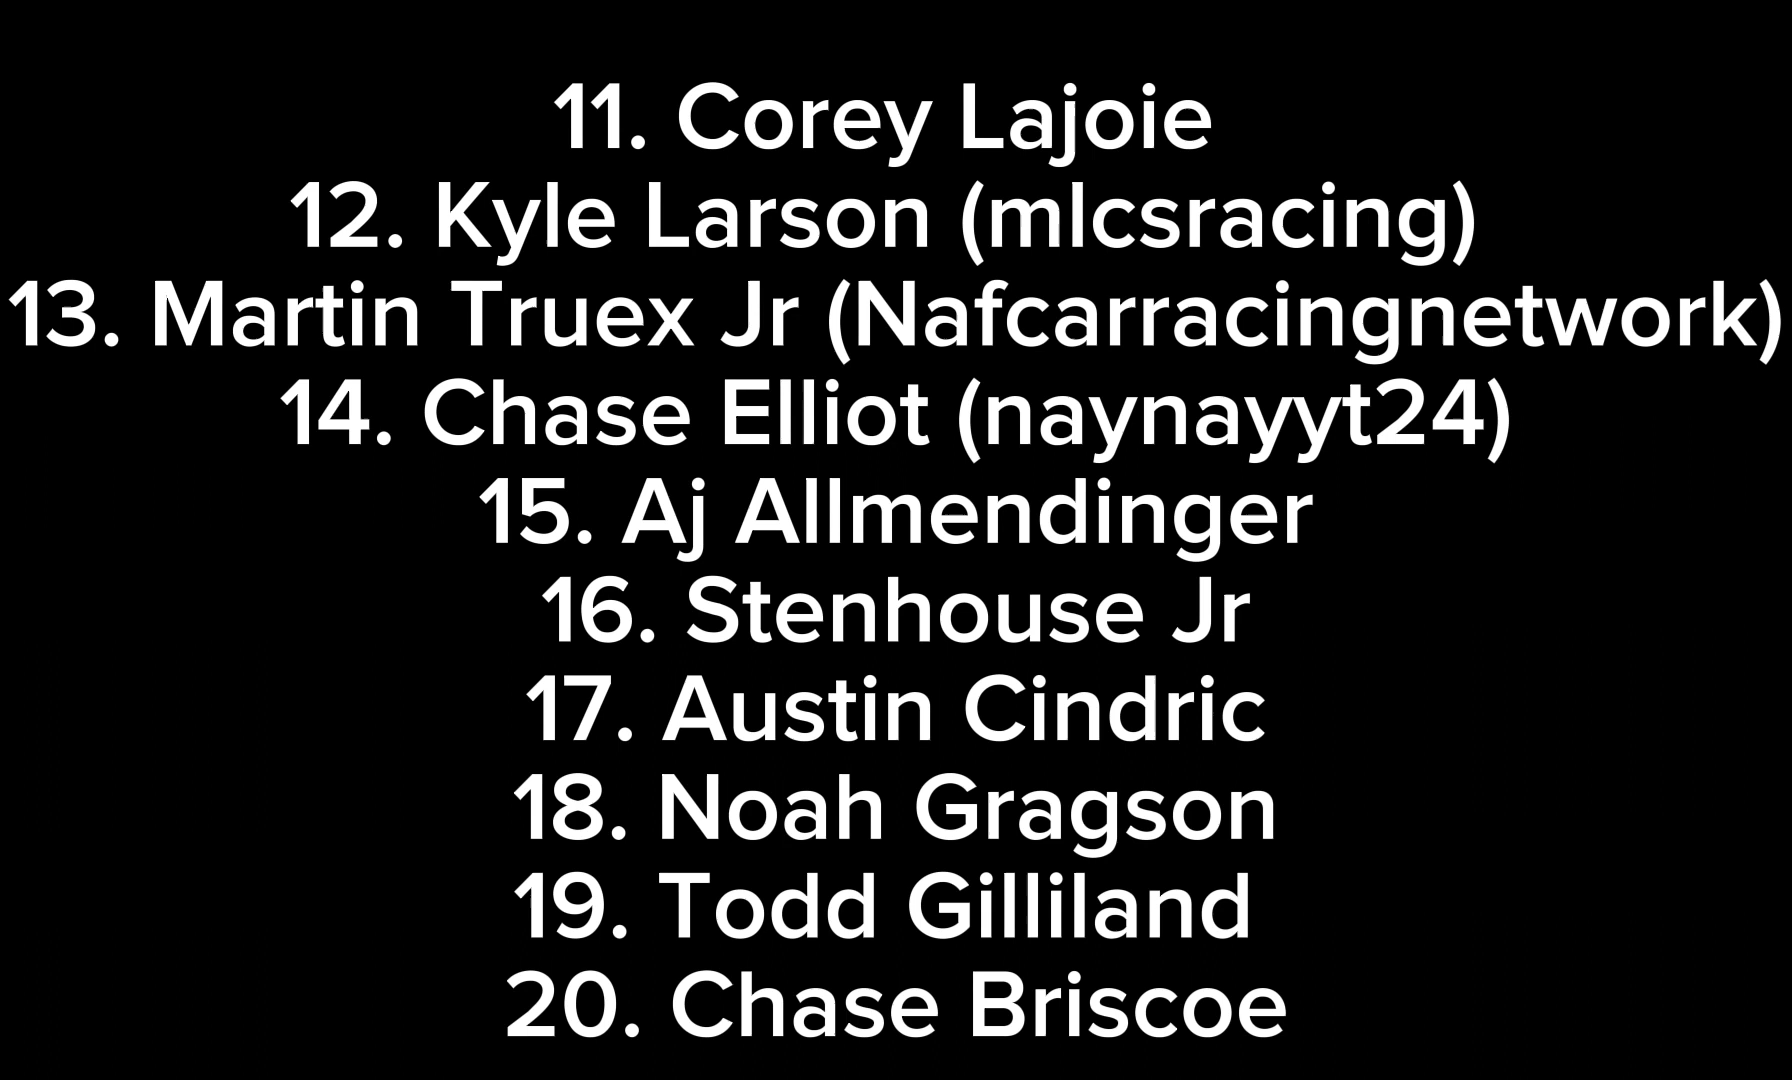 11. Corey Lajoie
12. Kyle Larson (mlcsracing)
13. Martin Truex Jr (Nafcarracingnetwork)
14. Chase Elliot (naynayyt24)
15. Aj Allmendinger
16. Stenhouse Jr
17. Austin Cindric
18. Noah Gragson
19. Todd Gilliland
20. Chase Briscoe